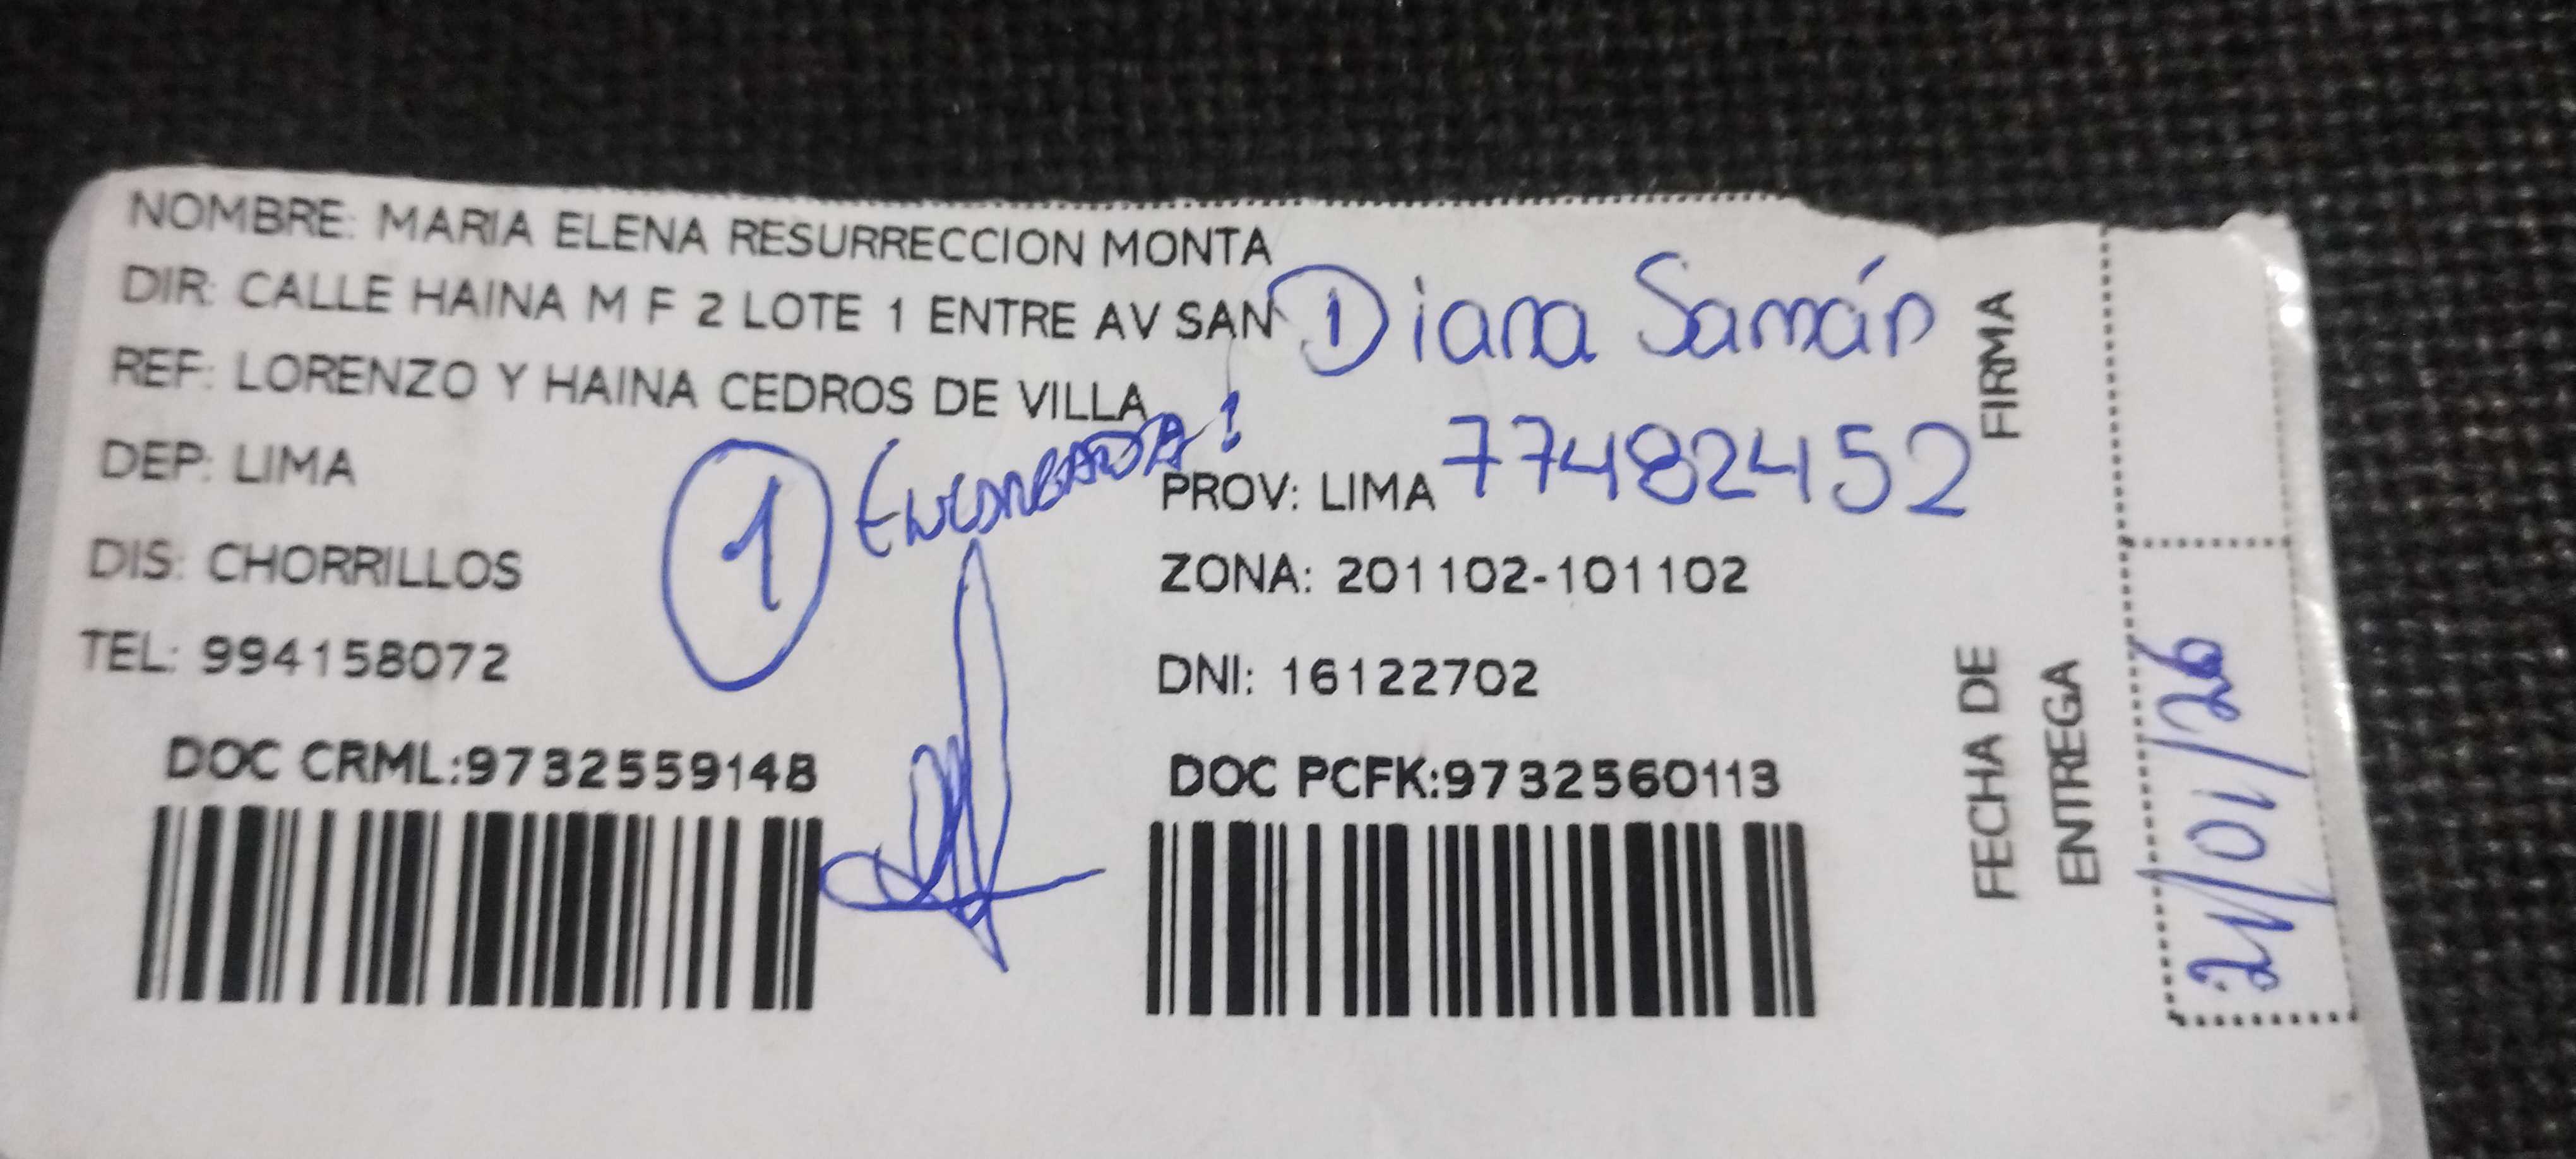 NOMBRE: MARIA ELENA RESURRECCION MONTA
DIR: CALLE HAINA M F 2 LOTE 1 ENTRE AV SAN
REF: LORENZO Y HAINA CEDROS DE VILLA
DEP: LIMA
PROV: LIMA
DIS: CHORRILLOS
ZONA: 201102-101102
TEL: 994158072
DNI: 16122702
DOC CRML:9732559148
DOC PCFK:9732560113
Diana Samán
77482452
1
FIRMA
FECHA DE
ENTREGA
21/01/26